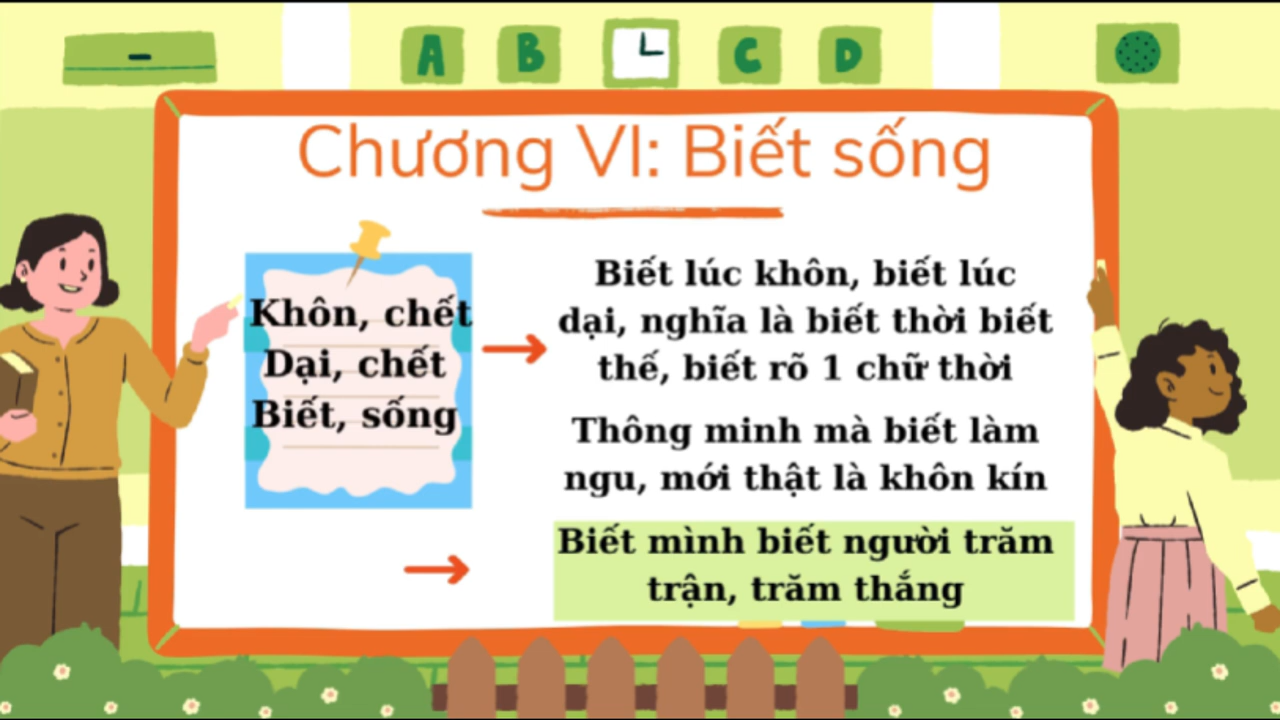 A B C D
Chương VI: Biết sống
Khôn, chết
Dại, chết
Biết, sống
Biết lúc khôn, biết lúc
dại, nghĩa là biết thời biết
thế, biết rõ 1 chữ thời
Thông minh mà biết làm
ngu, mới thật là khôn kín
Biết mình biết người trăm
trận, trăm thắng